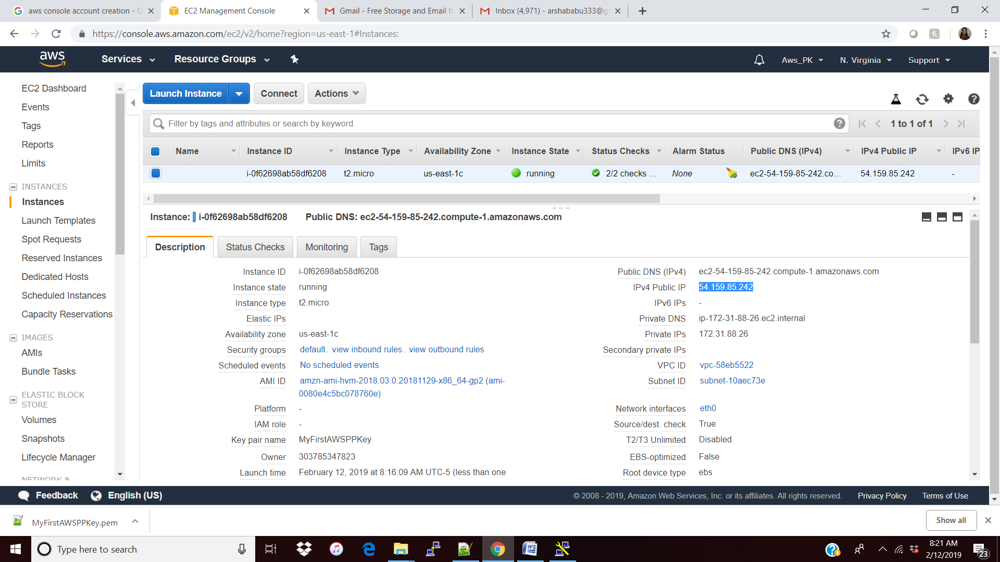 aws console account creation - G
EC2 Management Console
Gmail - Free Storage and Email fr
Inbox (4,971) - arshababu333@g
https://console.aws.amazon.com/ec2/v2/home?region=us-east-1#Instances:
aws
Services
Resource Groups
Aws_PK
N. Virginia
Support
EC2 Dashboard
Events
Tags
Reports
Limits
INSTANCES
Instances
Launch Templates
Spot Requests
Reserved Instances
Dedicated Hosts
Scheduled Instances
Capacity Reservations
IMAGES
AMIs
Bundle Tasks
ELASTIC BLOCK
STORE
Volumes
Snapshots
Lifecycle Manager
NETWORK &
Launch Instance
Connect
Actions
Filter by tags and attributes or search by keyword
1 to 1 of 1
Name Instance ID Instance Type Availability Zone Instance State Status Checks Alarm Status Public DNS (IPv4) IPv4 Public IP IPv6 IP
i-0f62698ab58df6208 t2.micro us-east-1c running 2/2 checks ... None ec2-54-159-85-242.co... 54.159.85.242 -
Instance: i-0f62698ab58df6208 Public DNS: ec2-54-159-85-242.compute-1.amazonaws.com
Description Status Checks Monitoring Tags
Instance ID i-0f62698ab58df6208
Instance state running
Instance type t2.micro
Elastic IPs
Availability zone us-east-1c
Security groups default. view inbound rules. view outbound rules
Scheduled events No scheduled events
AMI ID amzn-ami-hvm-2018.03.0.20181129-x86_64-gp2 (ami-
0080e4c5bc078760e)
Platform -
IAM role -
Key pair name MyFirstAWSPPKey
Owner 303785347823
Launch time February 12, 2019 at 8:16:09 AM UTC-5 (less than one
Public DNS (IPv4) ec2-54-159-85-242.compute-1.amazonaws.com
IPv4 Public IP 54.159.85.242
IPv6 IPs -
Private DNS ip-172-31-88-26.ec2.internal
Private IPs 172.31.88.26
Secondary private IPs
VPC ID vpc-58eb5522
Subnet ID subnet-10aec73e
Network interfaces eth0
Source/dest. check True
T2/T3 Unlimited Disabled
EBS-optimized False
Root device type ebs
Feedback
English (US)
© 2008 - 2019, Amazon Web Services, Inc. or its affiliates. All rights reserved.
Privacy Policy
Terms of Use
MyFirstAWSPPKey.pem
Show all
Type here to search
8:21 AM
2/12/2019
23